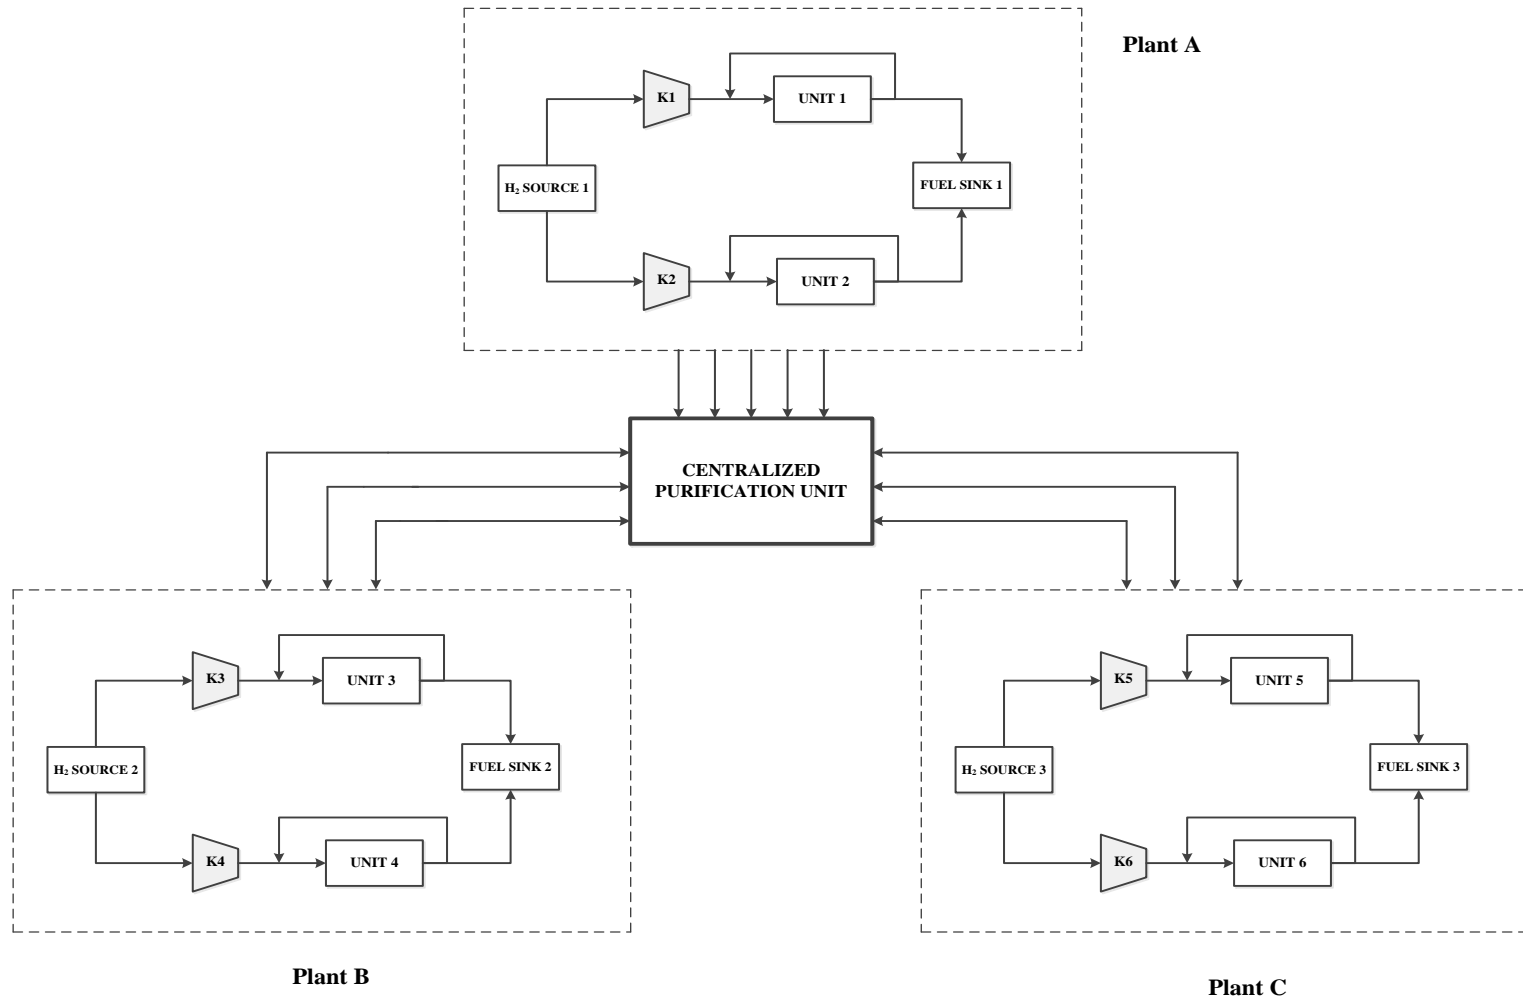 Plant A
K1
UNIT 1
H₂ SOURCE 1
FUEL SINK 1
K2
UNIT 2
CENTRALIZED
PURIFICATION UNIT
K3
UNIT 3
H₂ SOURCE 2
FUEL SINK 2
K4
UNIT 4
Plant B
K5
UNIT 5
H₂ SOURCE 3
FUEL SINK 3
K6
UNIT 6
Plant C